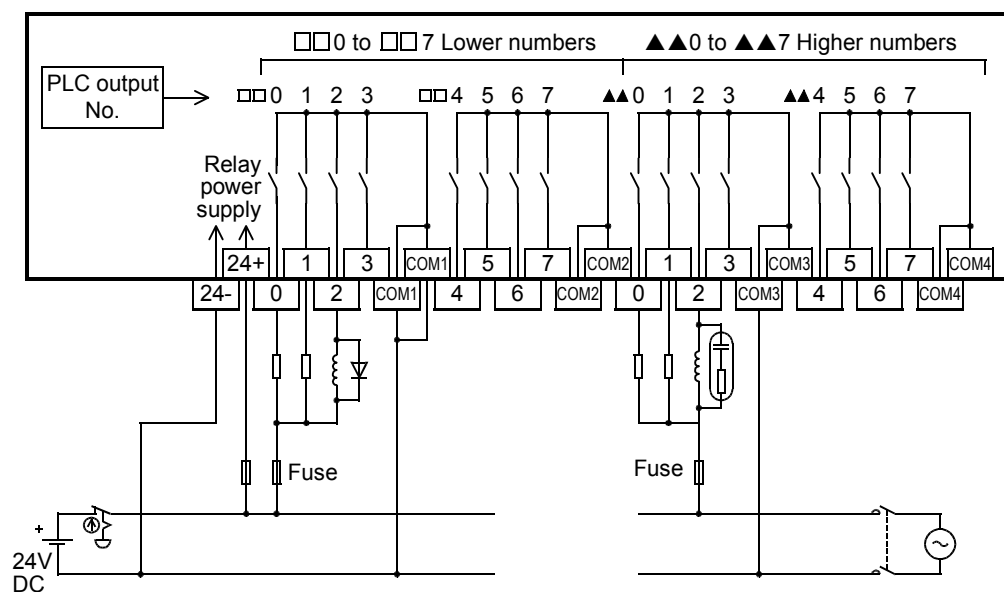 □□0 to □□7 Lower numbers ▲▲0 to ▲▲7 Higher numbers
PLC output No.
□□0 1 2 3 □□4 5 6 7 ▲▲0 1 2 3 ▲▲4 5 6 7
Relay
power
supply
24+ 1 3 COM1 5 7 COM2 1 3 COM3 5 7 COM4
24- 0 2 COM1 4 6 COM2 0 2 COM3 4 6 COM4
Fuse Fuse
+
24V
DC